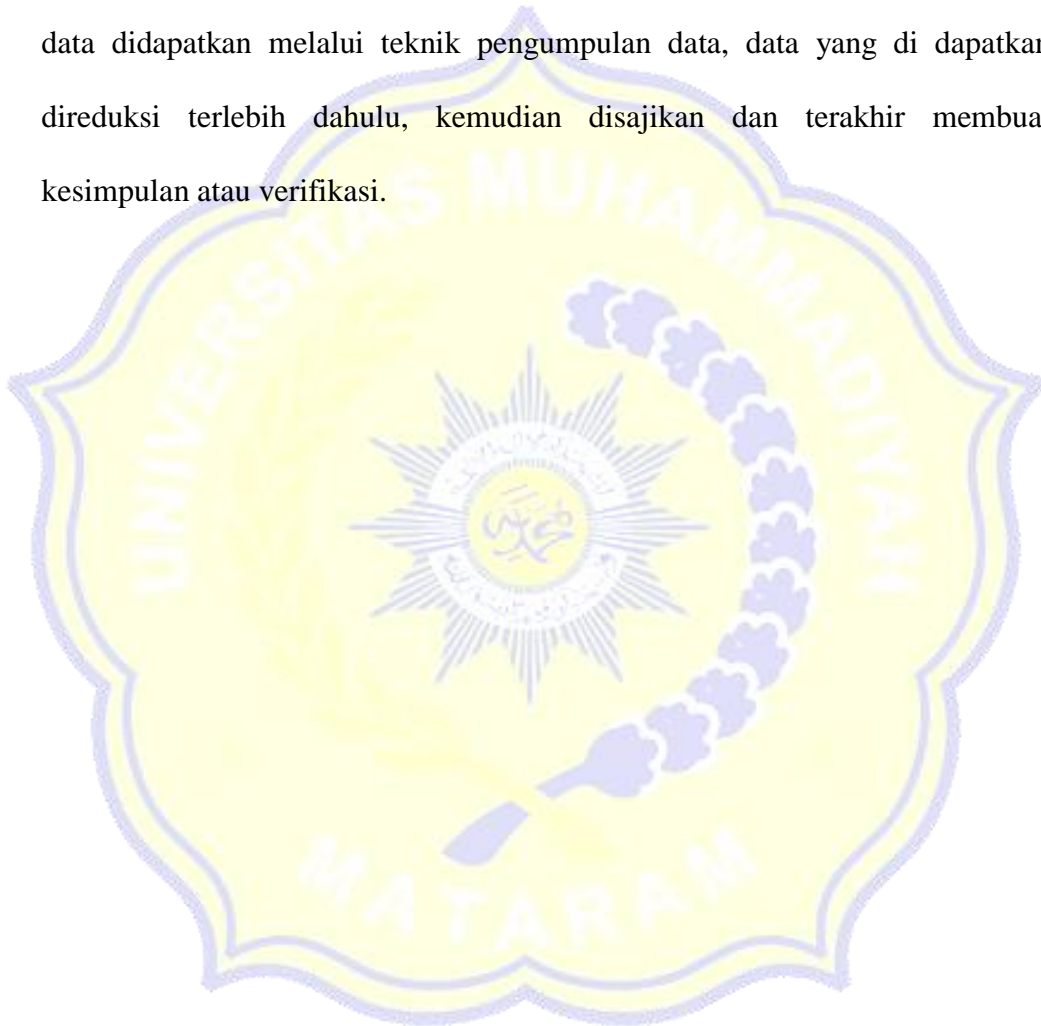 data didapatkan melalui teknik pengumpulan data, data yang di dapatkan
direduksi terlebih dahulu, kemudian disajikan dan terakhir membua
kesimpulan atau verifikasi.
UNIVERSITAS MUHAMMADIYAH
MATARAM